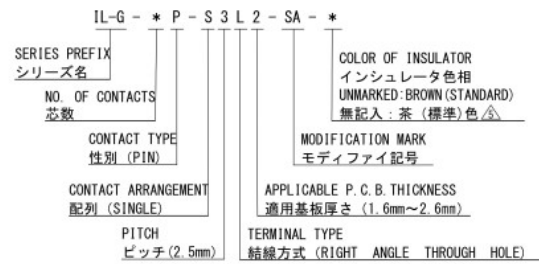 IL-G - * P - S 3 L 2 - SA - *
SERIES PREFIX
シリーズ名
NO. OF CONTACTS
芯数
CONTACT TYPE
性別 (PIN)
CONTACT ARRANGEMENT
配列 (SINGLE)
PITCH
ピッチ(2.5mm)
COLOR OF INSULATOR
インシュレータ色相
UNMARKED:BROWN(STANDARD)
無記入：茶 (標準)色 5
MODIFICATION MARK
モディファイ記号
APPLICABLE P.C.B.THICKNESS
適用基板厚さ (1.6mm～2.6mm)
TERMINAL TYPE
結線方式 (RIGHT ANGLE THROUGH HOLE)